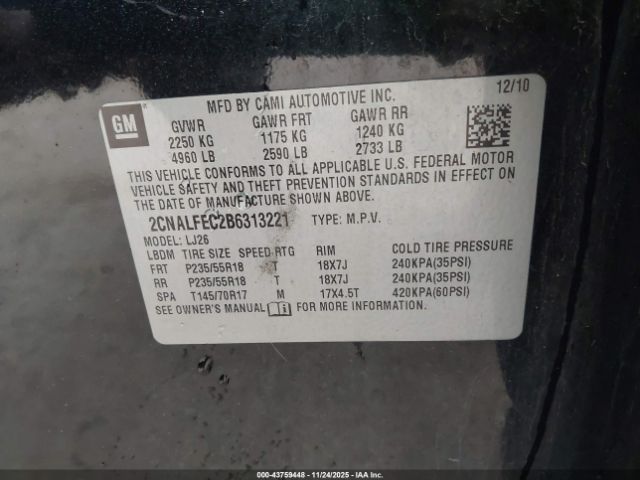 12/10
MFD BY CAMI AUTOMOTIVE INC.
GM
GVWR GAWR FRT GAWR RR
2250 KG 1175 KG 1240 KG
4960 LB 2590 LB 2733 LB
THIS VEHICLE CONFORMS TO ALL APPLICABLE U.S. FEDERAL MOTOR
VEHICLE SAFETY AND THEFT PREVENTION STANDARDS IN EFFECT ON
THE DATE OF MANUFACTURE SHOWN ABOVE.
2CNALFEC2B6313221 TYPE: M.P.V.
MODEL: LJ26
LBDM TIRE SIZE SPEED RTG RIM COLD TIRE PRESSURE
FRT P235/55R18 T 18X7J 240KPA(35PSI)
RR P235/55R18 T 18X7J 240KPA(35PSI)
SPA T145/70R17 M 17X4.5T 420KPA(60PSI)
SEE OWNER'S MANUAL FOR MORE INFORMATION.
000-43759448 - 11/24/2025 - IAAI